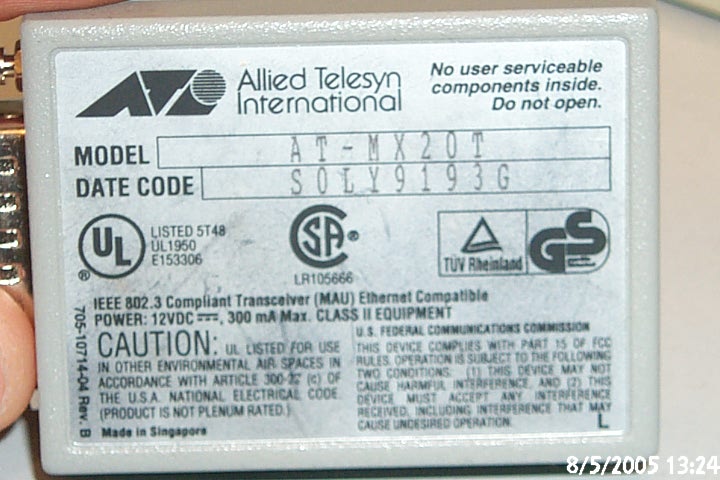 ATI
Allied Telesyn
International
No user serviceable
components inside.
Do not open.
MODEL AT-MX20T
DATE CODE SOLY9193G
UL
®
LISTED 5T48
UL1950
E153306
SA®
LR105666
TÜV Rheinland
GS
IEEE 802.3 Compliant Transceiver (MAU) Ethernet Compatible
POWER: 12VDC ⎓, 300 mA Max. CLASS II EQUIPMENT
CAUTION: UL LISTED FOR USE
IN OTHER ENVIRONMENTAL AIR SPACES IN
ACCORDANCE WITH ARTICLE 300-22 (c) OF
THE U.S.A. NATIONAL ELECTRICAL CODE.
(PRODUCT IS NOT PLENUM RATED.)
Made in Singapore
U.S. FEDERAL COMMUNICATIONS COMMISSION
THIS DEVICE COMPLIES WITH PART 15 OF FCC
RULES. OPERATION IS SUBJECT TO THE FOLLOWING
TWO CONDITIONS. (1) THIS DEVICE MAY NOT
CAUSE HARMFUL INTERFERENCE, AND (2) THIS
DEVICE MUST ACCEPT ANY INTERFERENCE
RECEIVED, INCLUDING INTERFERENCE THAT MAY
CAUSE UNDESIRED OPERATION.
L
705-10714-04 Rev. B
8/5/2005 13:24